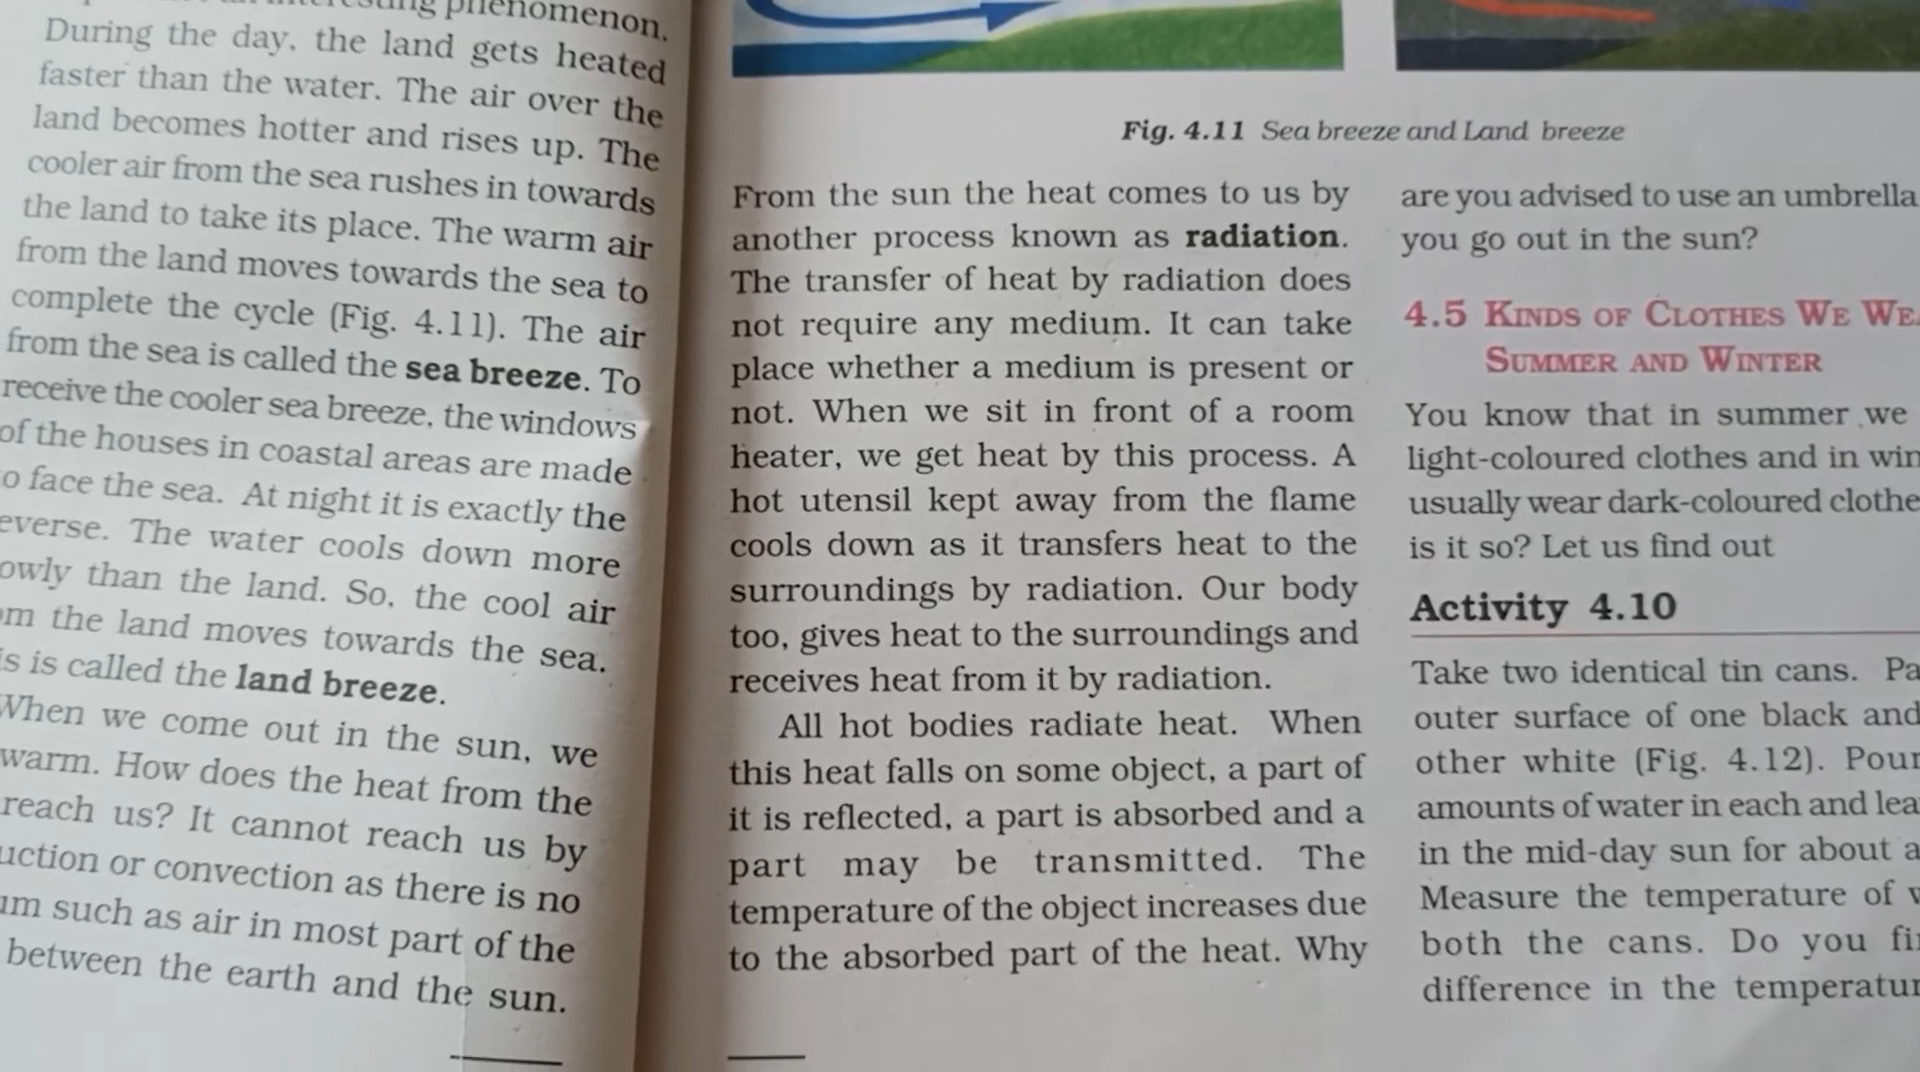 phenomenon.
During the day, the land gets heated
faster than the water. The air over the
land becomes hotter and rises up. The
cooler air from the sea rushes in towards
the land to take its place. The warm air
from the land moves towards the sea to
complete the cycle (Fig. 4.11). The air
from the sea is called the sea breeze. To
receive the cooler sea breeze, the windows
of the houses in coastal areas are made
face the sea. At night it is exactly the
The water cools down more
than the land. So, the cool air
the land moves towards the sea.
is called the land breeze.
When we come out in the sun, we
warm. How does the heat from the
reach us? It cannot reach us by
or convection as there is no
such as air in most part of the
between the earth and the sun.
Fig. 4.11 Sea breeze and Land breeze
From the sun the heat comes to us by
another process known as radiation.
The transfer of heat by radiation does
not require any medium. It can take
place whether a medium is present or
not. When we sit in front of a room
heater, we get heat by this process. A
hot utensil kept away from the flame
cools down as it transfers heat to the
surroundings by radiation. Our body
too, gives heat to the surroundings and
receives heat from it by radiation.
All hot bodies radiate heat. When
this heat falls on some object, a part of
it is reflected, a part is absorbed and a
part may be transmitted. The
temperature of the object increases due
to the absorbed part of the heat. Why
are you advised to use an umbrella
you go out in the sun?
4.5 KINDS OF CLOTHES WE
SUMMER AND WINTER
You know that in summer we
light-coloured clothes and in
usually wear dark-coloured
is it so? Let us find out
Activity 4.10
Take two identical tin cans.
outer surface of one black and
other white (Fig. 4.12).
amounts of water in each and
in the mid-day sun for about a
Measure the temperature of
both the cans. Do you
difference in the